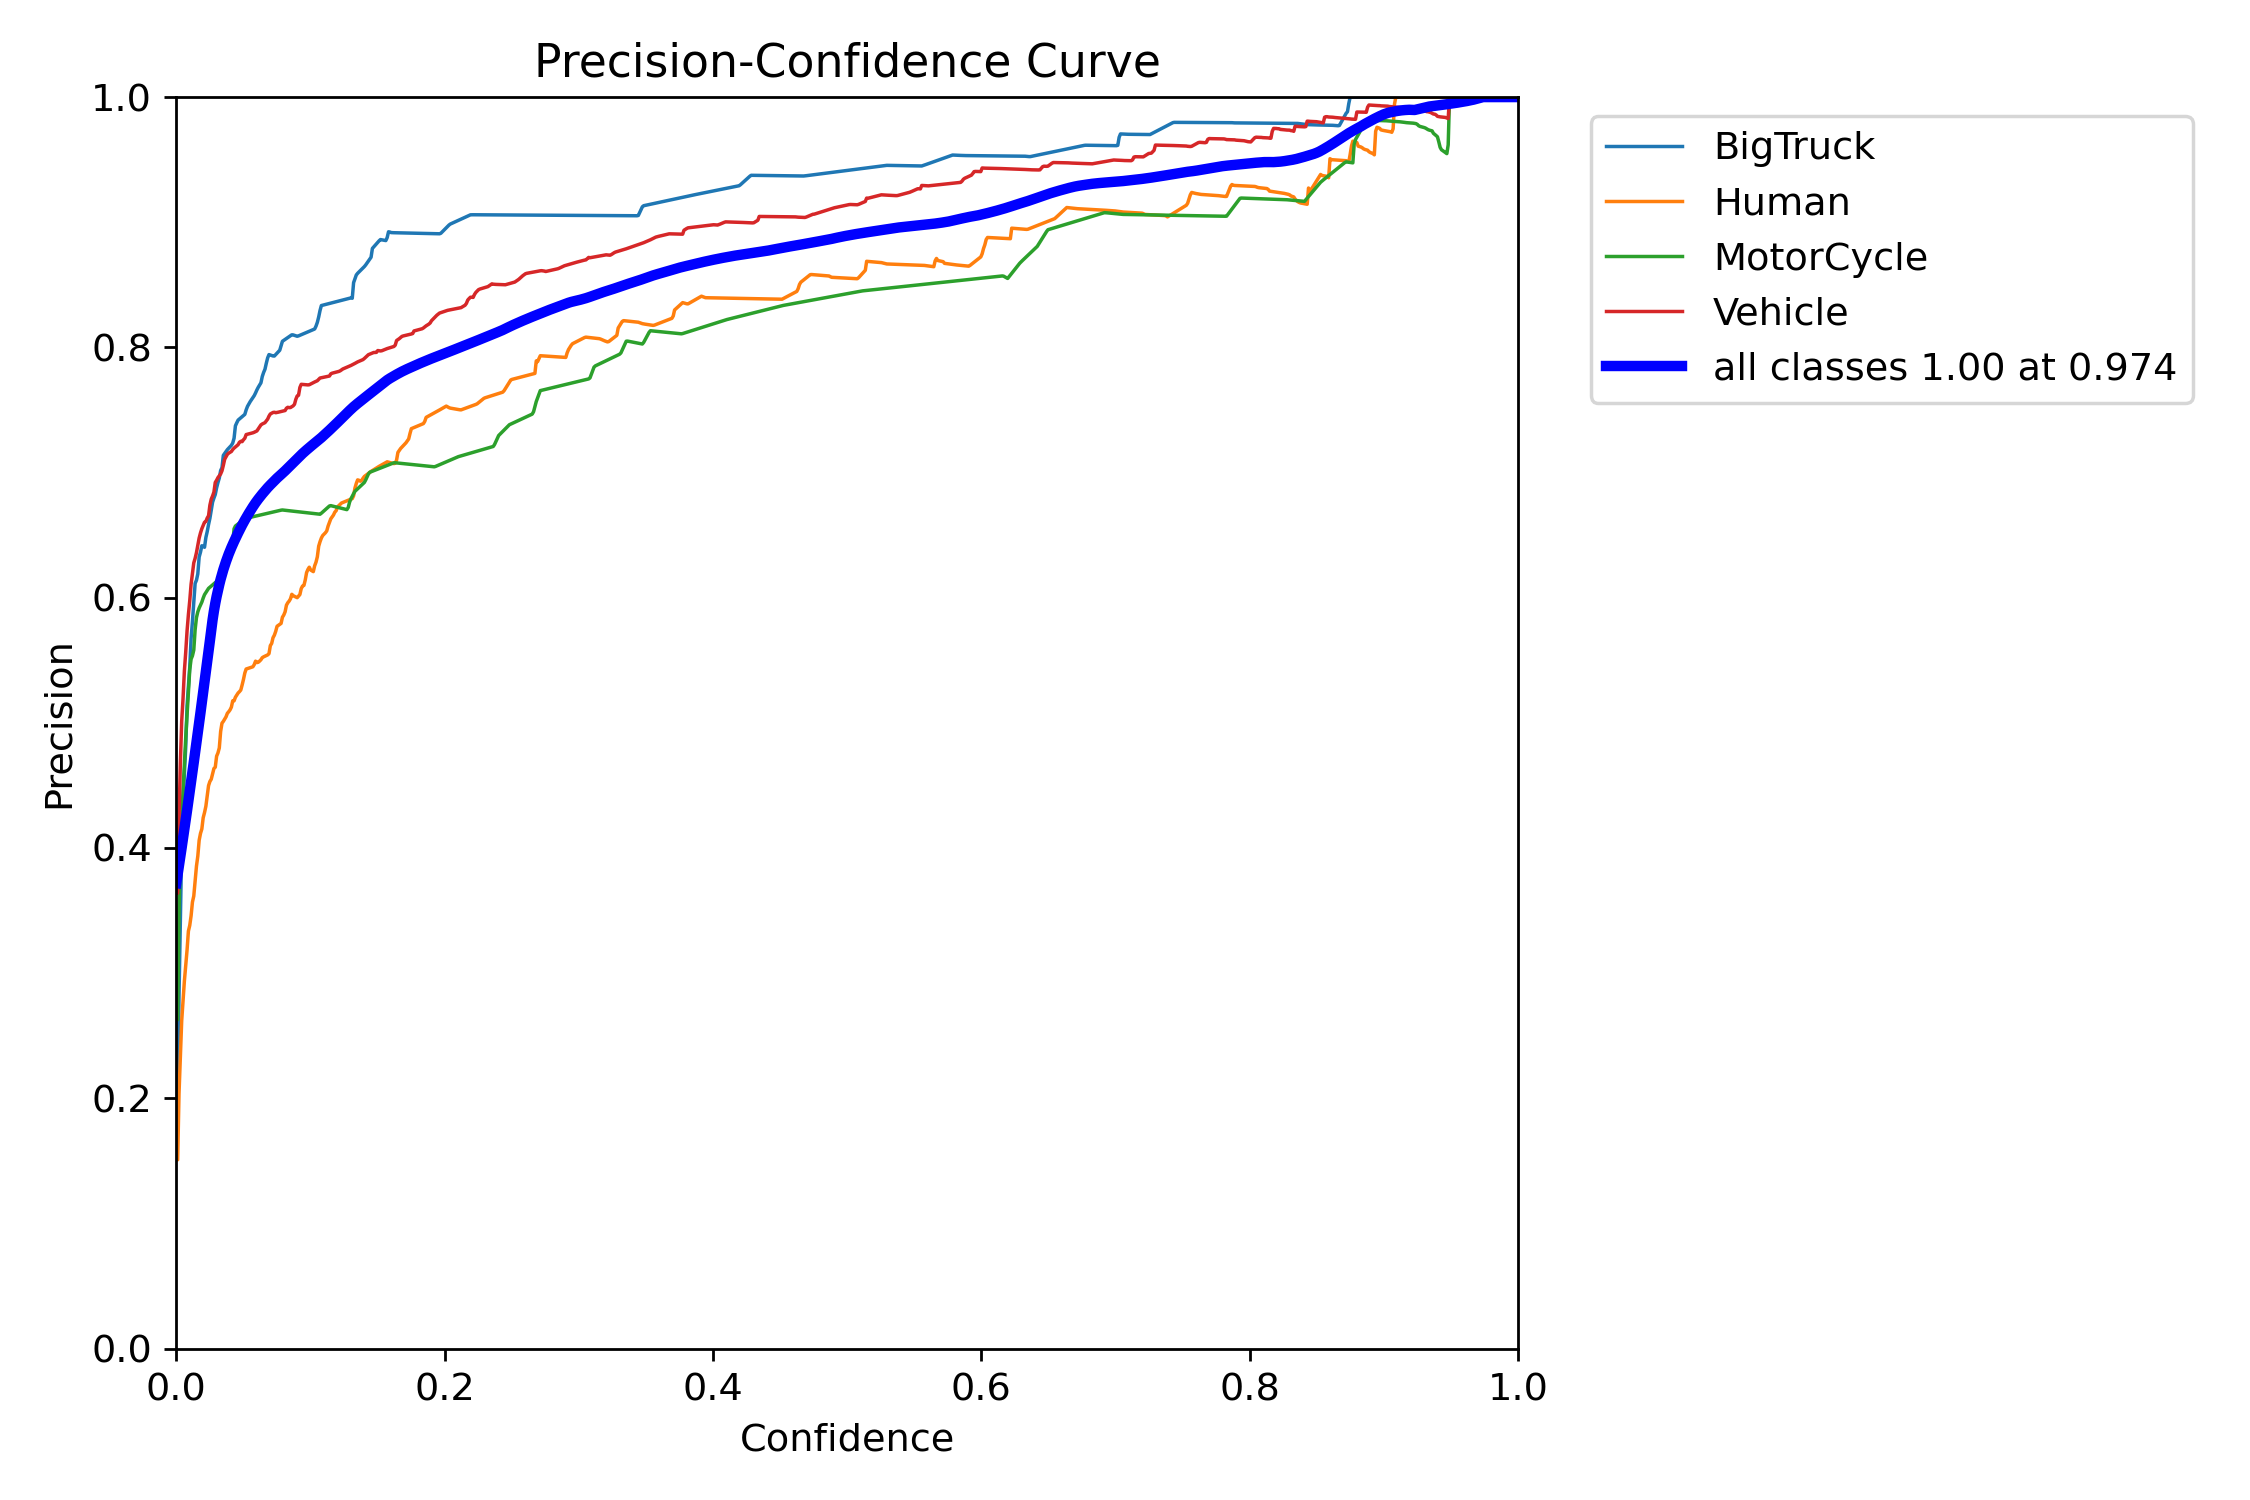 Precision-Confidence Curve
1.0
0.8
0.6
0.4
0.2
0.0
Precision
0.0 0.2 0.4 0.6 0.8 1.0
Confidence
BigTruck
Human
MotorCycle
Vehicle
all classes 1.00 at 0.974